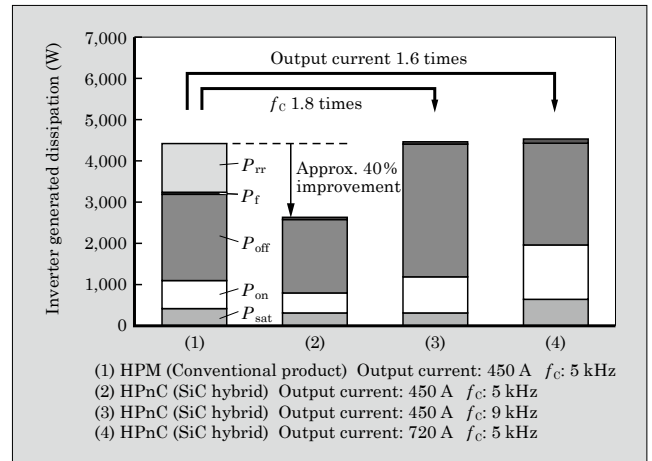 Inverter generated dissipation (W)
7,000
6,000
5,000
4,000
3,000
2,000
1,000
0
Output current 1.6 times
fC 1.8 times
Approx. 40%
improvement
Prr
Pf
Poff
Pon
Psat
(1)
(2)
(3)
(4)
(1) HPM (Conventional product) Output current: 450 A fC: 5 kHz
(2) HPnC (SiC hybrid) Output current: 450 A fC: 5 kHz
(3) HPnC (SiC hybrid) Output current: 450 A fC: 9 kHz
(4) HPnC (SiC hybrid) Output current: 720 A fC: 5 kHz